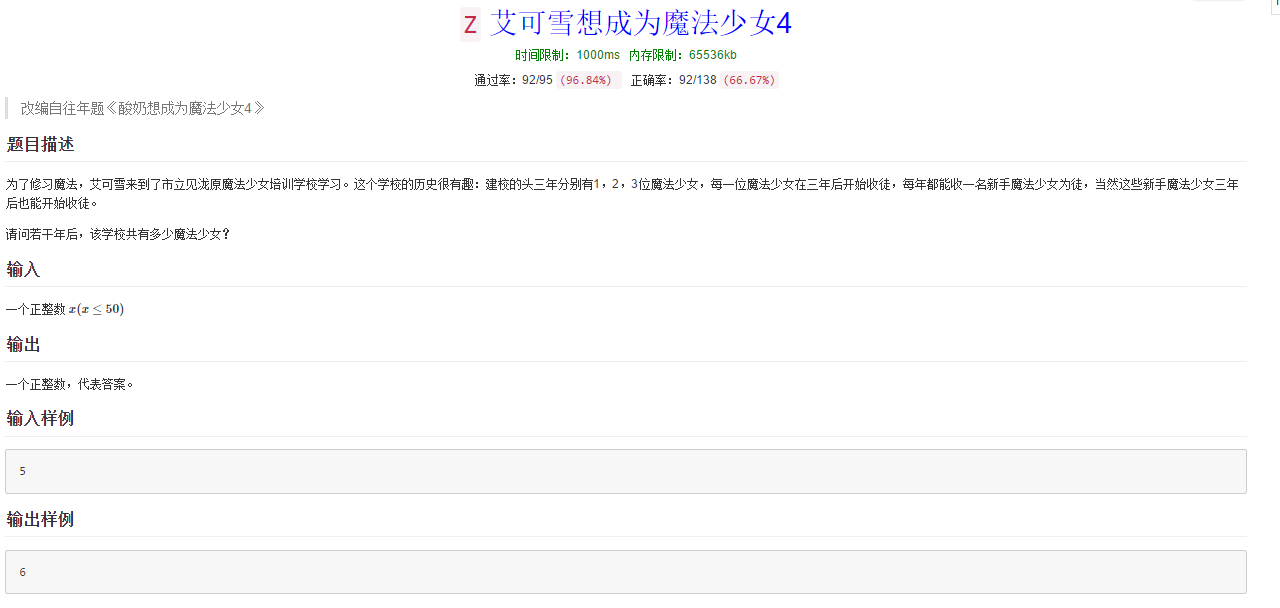 Z 艾可雪想成为魔法少女4
时间限制：1000ms 内存限制：65536kb
通过率：92/95 (96.84%) 正确率：92/138 (66.67%)
改编自往年题《酸奶想成为魔法少女4》
题目描述
为了修习魔法，艾可雪来到了市立见泷原魔法少女培训学校学习。这个学校的历史很有趣：建校的头三年分别有1，2，3位魔法少女，每一位魔法少女在三年后开始收徒，每年都能收一名新手魔法少女为徒，当然这些新手魔法少女三年
后也能开始收徒。
请问若干年后，该学校共有多少魔法少女？
输入
一个正整数 x(x ≤ 50)
输出
一个正整数，代表答案。
输入样例
5
输出样例
6